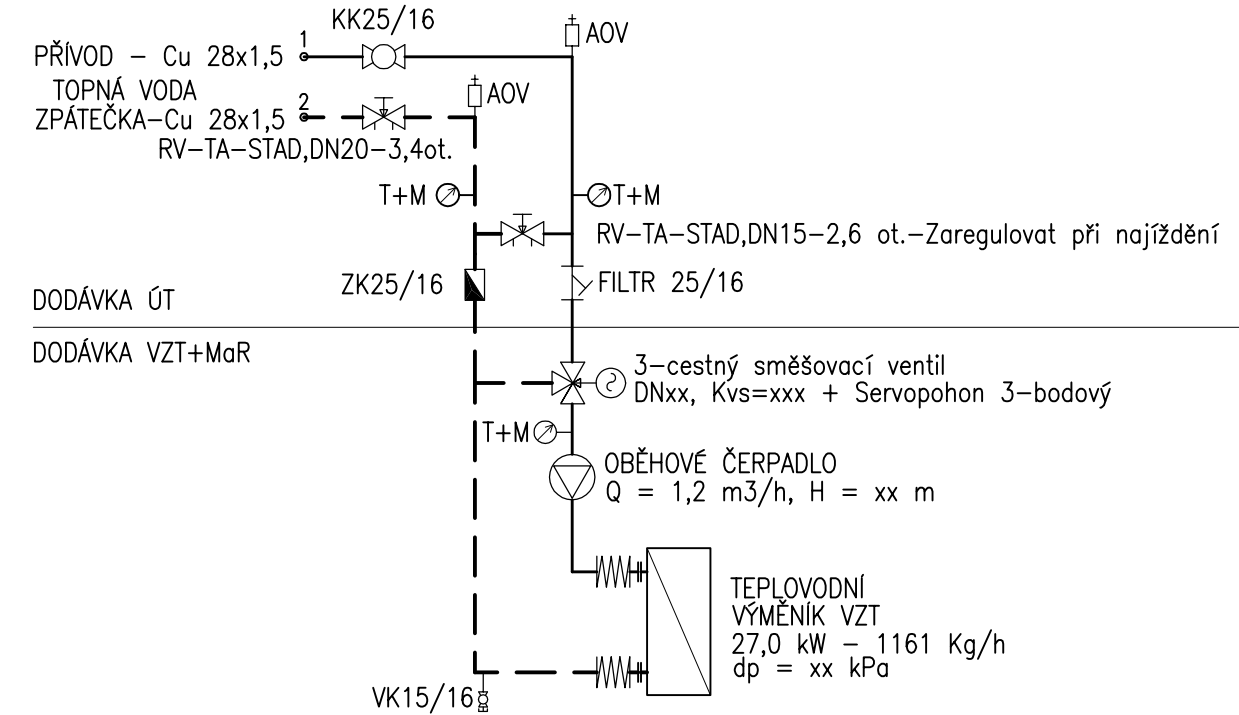 KK25/16
AOV
1
PŘÍVOD – Cu 28x1,5
TOPNÁ VODA
AOV
2
ZPÁTEČKA–Cu 28x1,5
RV–TA–STAD,DN20–3,4ot.
T+M
T+M
RV–TA–STAD,DN15–2,6 ot.–Zaregulovat při najíždění
ZK25/16
FILTR 25/16
DODÁVKA ÚT
DODÁVKA VZT+MaR
3–cestný směšovací ventil
DNxx, Kvs=xxx + Servopohon 3–bodový
T+M
OBĚHOVÉ ČERPADLO
Q = 1,2 m3/h, H = xx m
TEPLOVODNÍ
VÝMĚNÍK VZT
27,0 kW – 1161 Kg/h
dp = xx kPa
VK15/16